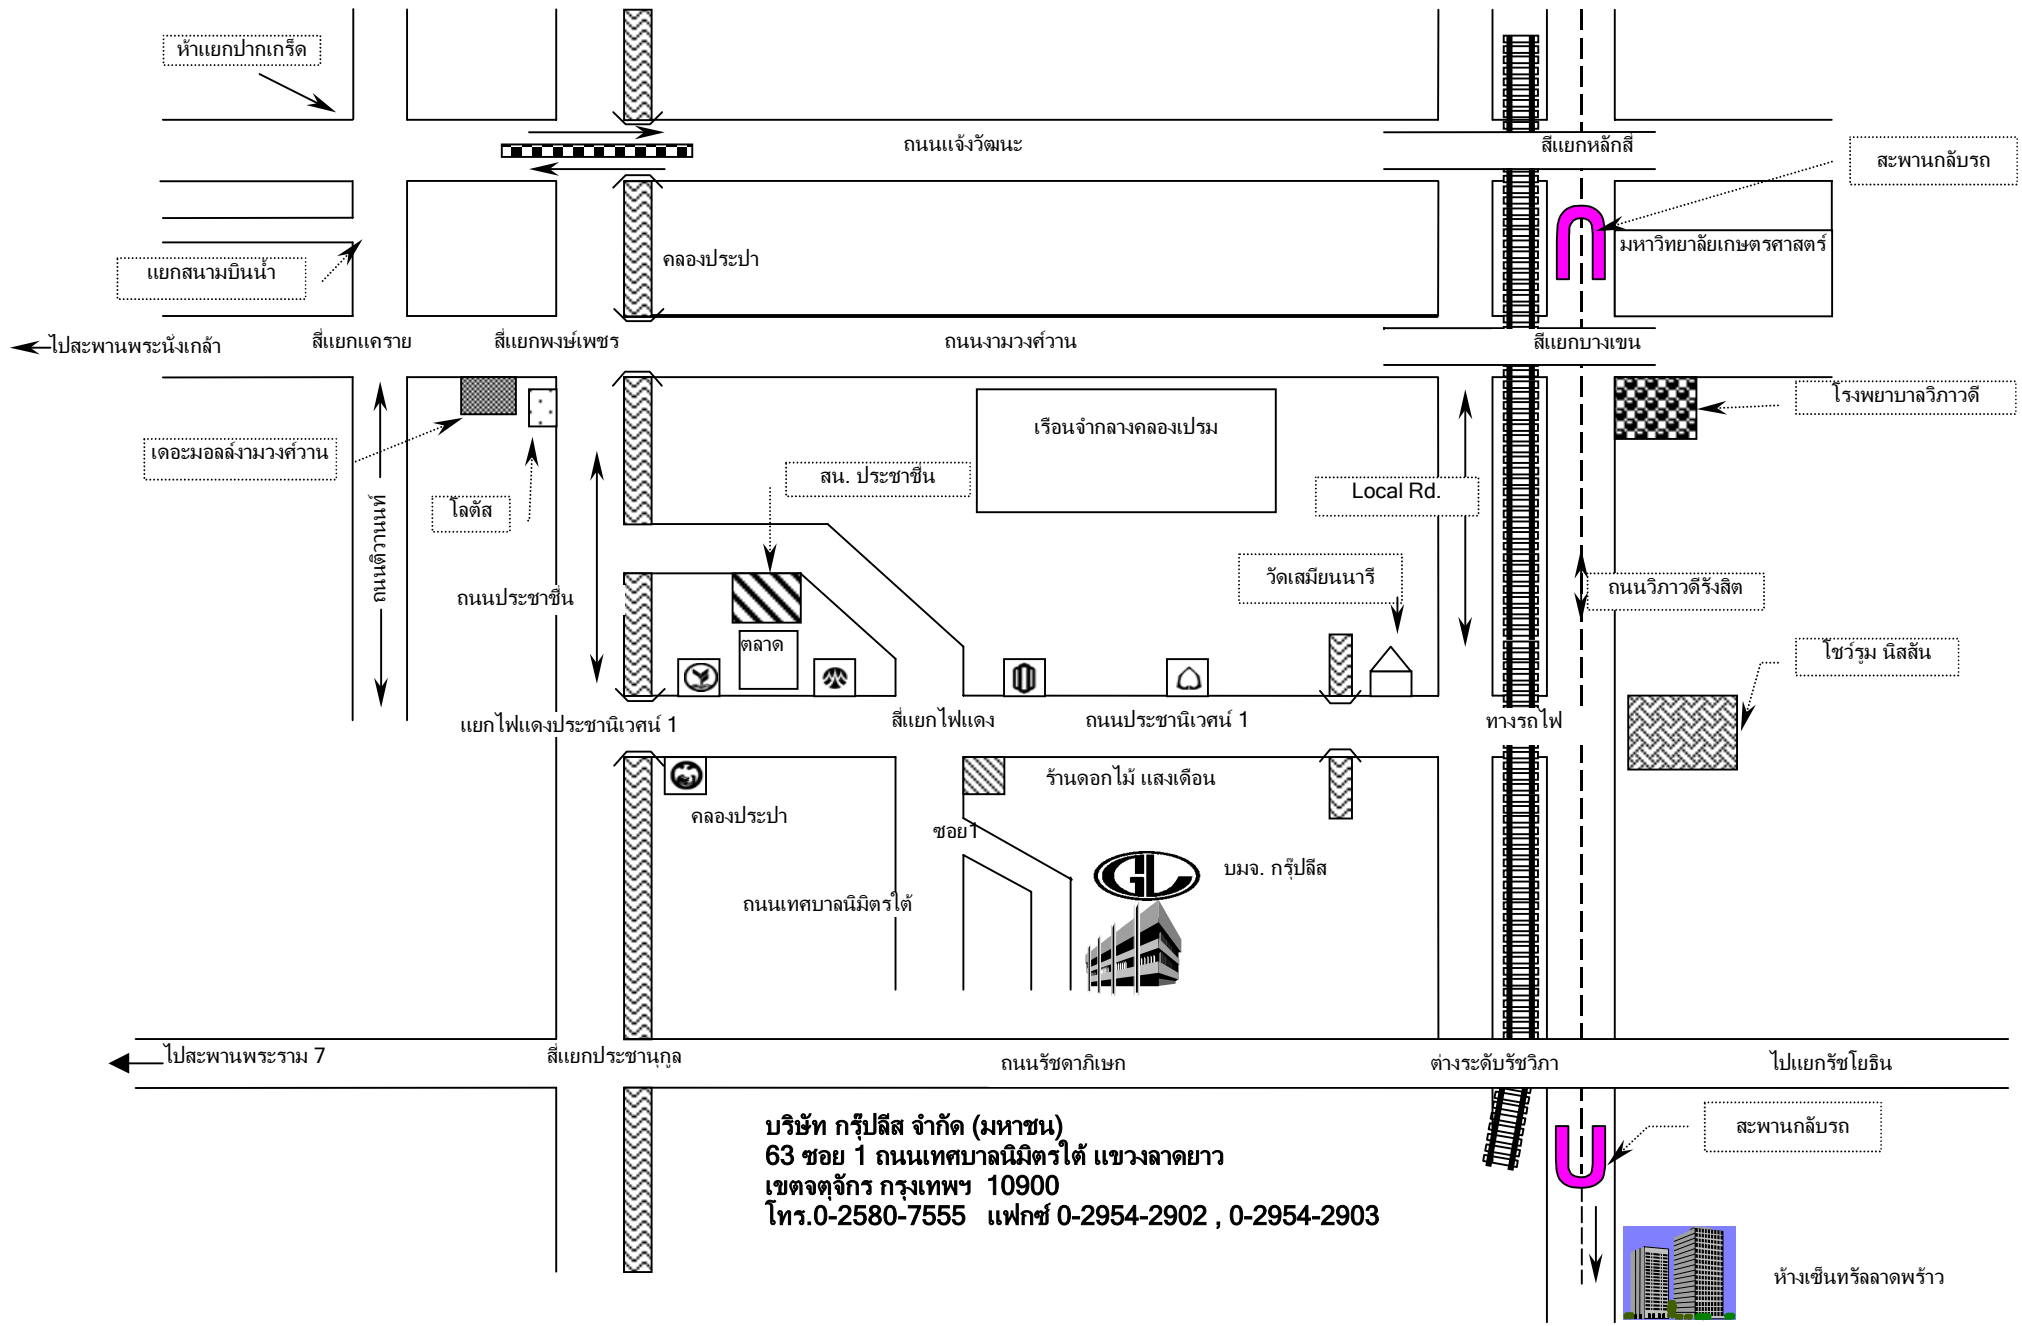 ห้าแยกปากเกร็ด
ถนนแจ้งวัฒนะ
สี่แยกหลักสี่
สะพานกลับรถ
แยกสนามบินน้ำ
คลองประปา
มหาวิทยาลัยเกษตรศาสตร์
ไปสะพานพระนั่งเกล้า
สี่แยกแคราย
สี่แยกพงษ์เพชร
ถนนงามวงศ์วาน
สี่แยกบางเขน
โรงพยาบาลวิภาวดี
เดอะมอลล์งามวงศ์วาน
เรือนจำกลางคลองเปรม
สน. ประชาชื่น
Local Rd.
โลตัส
ถนนติวานนท์
ถนนประชาชื่น
วัดเสมียนนารี
ถนนวิภาวดีรังสิต
ตลาด
โชว์รูม นิสสัน
แยกไฟแดงประชานิเวศน์ 1
สี่แยกไฟแดง
ถนนประชานิเวศน์ 1
ทางรถไฟ
ร้านดอกไม้ แสงเดือน
คลองประปา
ซอย1
GL
บมจ. กรุ๊ปลีส
ถนนเทศบาลนิมิตรใต้
ไปสะพานพระราม 7
สี่แยกประชานุกูล
ถนนรัชดาภิเษก
ต่างระดับรัชวิภา
ไปแยกรัชโยธิน
สะพานกลับรถ
บริษัท กรุ๊ปลีส จำกัด (มหาชน)
63 ซอย 1 ถนนเทศบาลนิมิตรใต้ แขวงลาดยาว
เขตจตุจักร กรุงเทพฯ 10900
โทร.0-2580-7555 แฟกซ์ 0-2954-2902 , 0-2954-2903
ห้างเซ็นทรัลลาดพร้าว